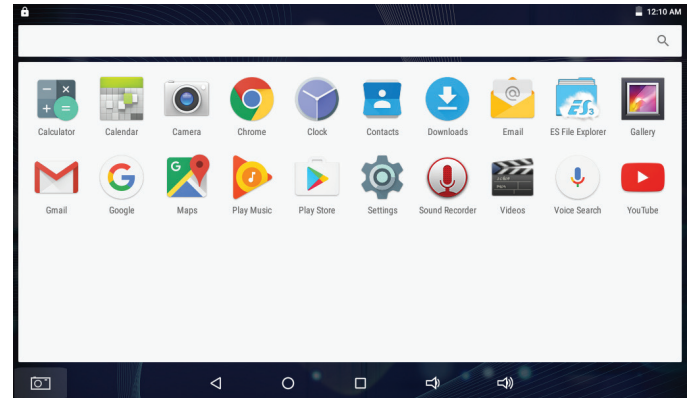 12:10 AM
Calculator Calendar Camera Chrome Clock Contacts Downloads Email ES File Explorer Gallery
Gmail Google Maps Play Music Play Store Settings Sound Recorder Videos Voice Search YouTube